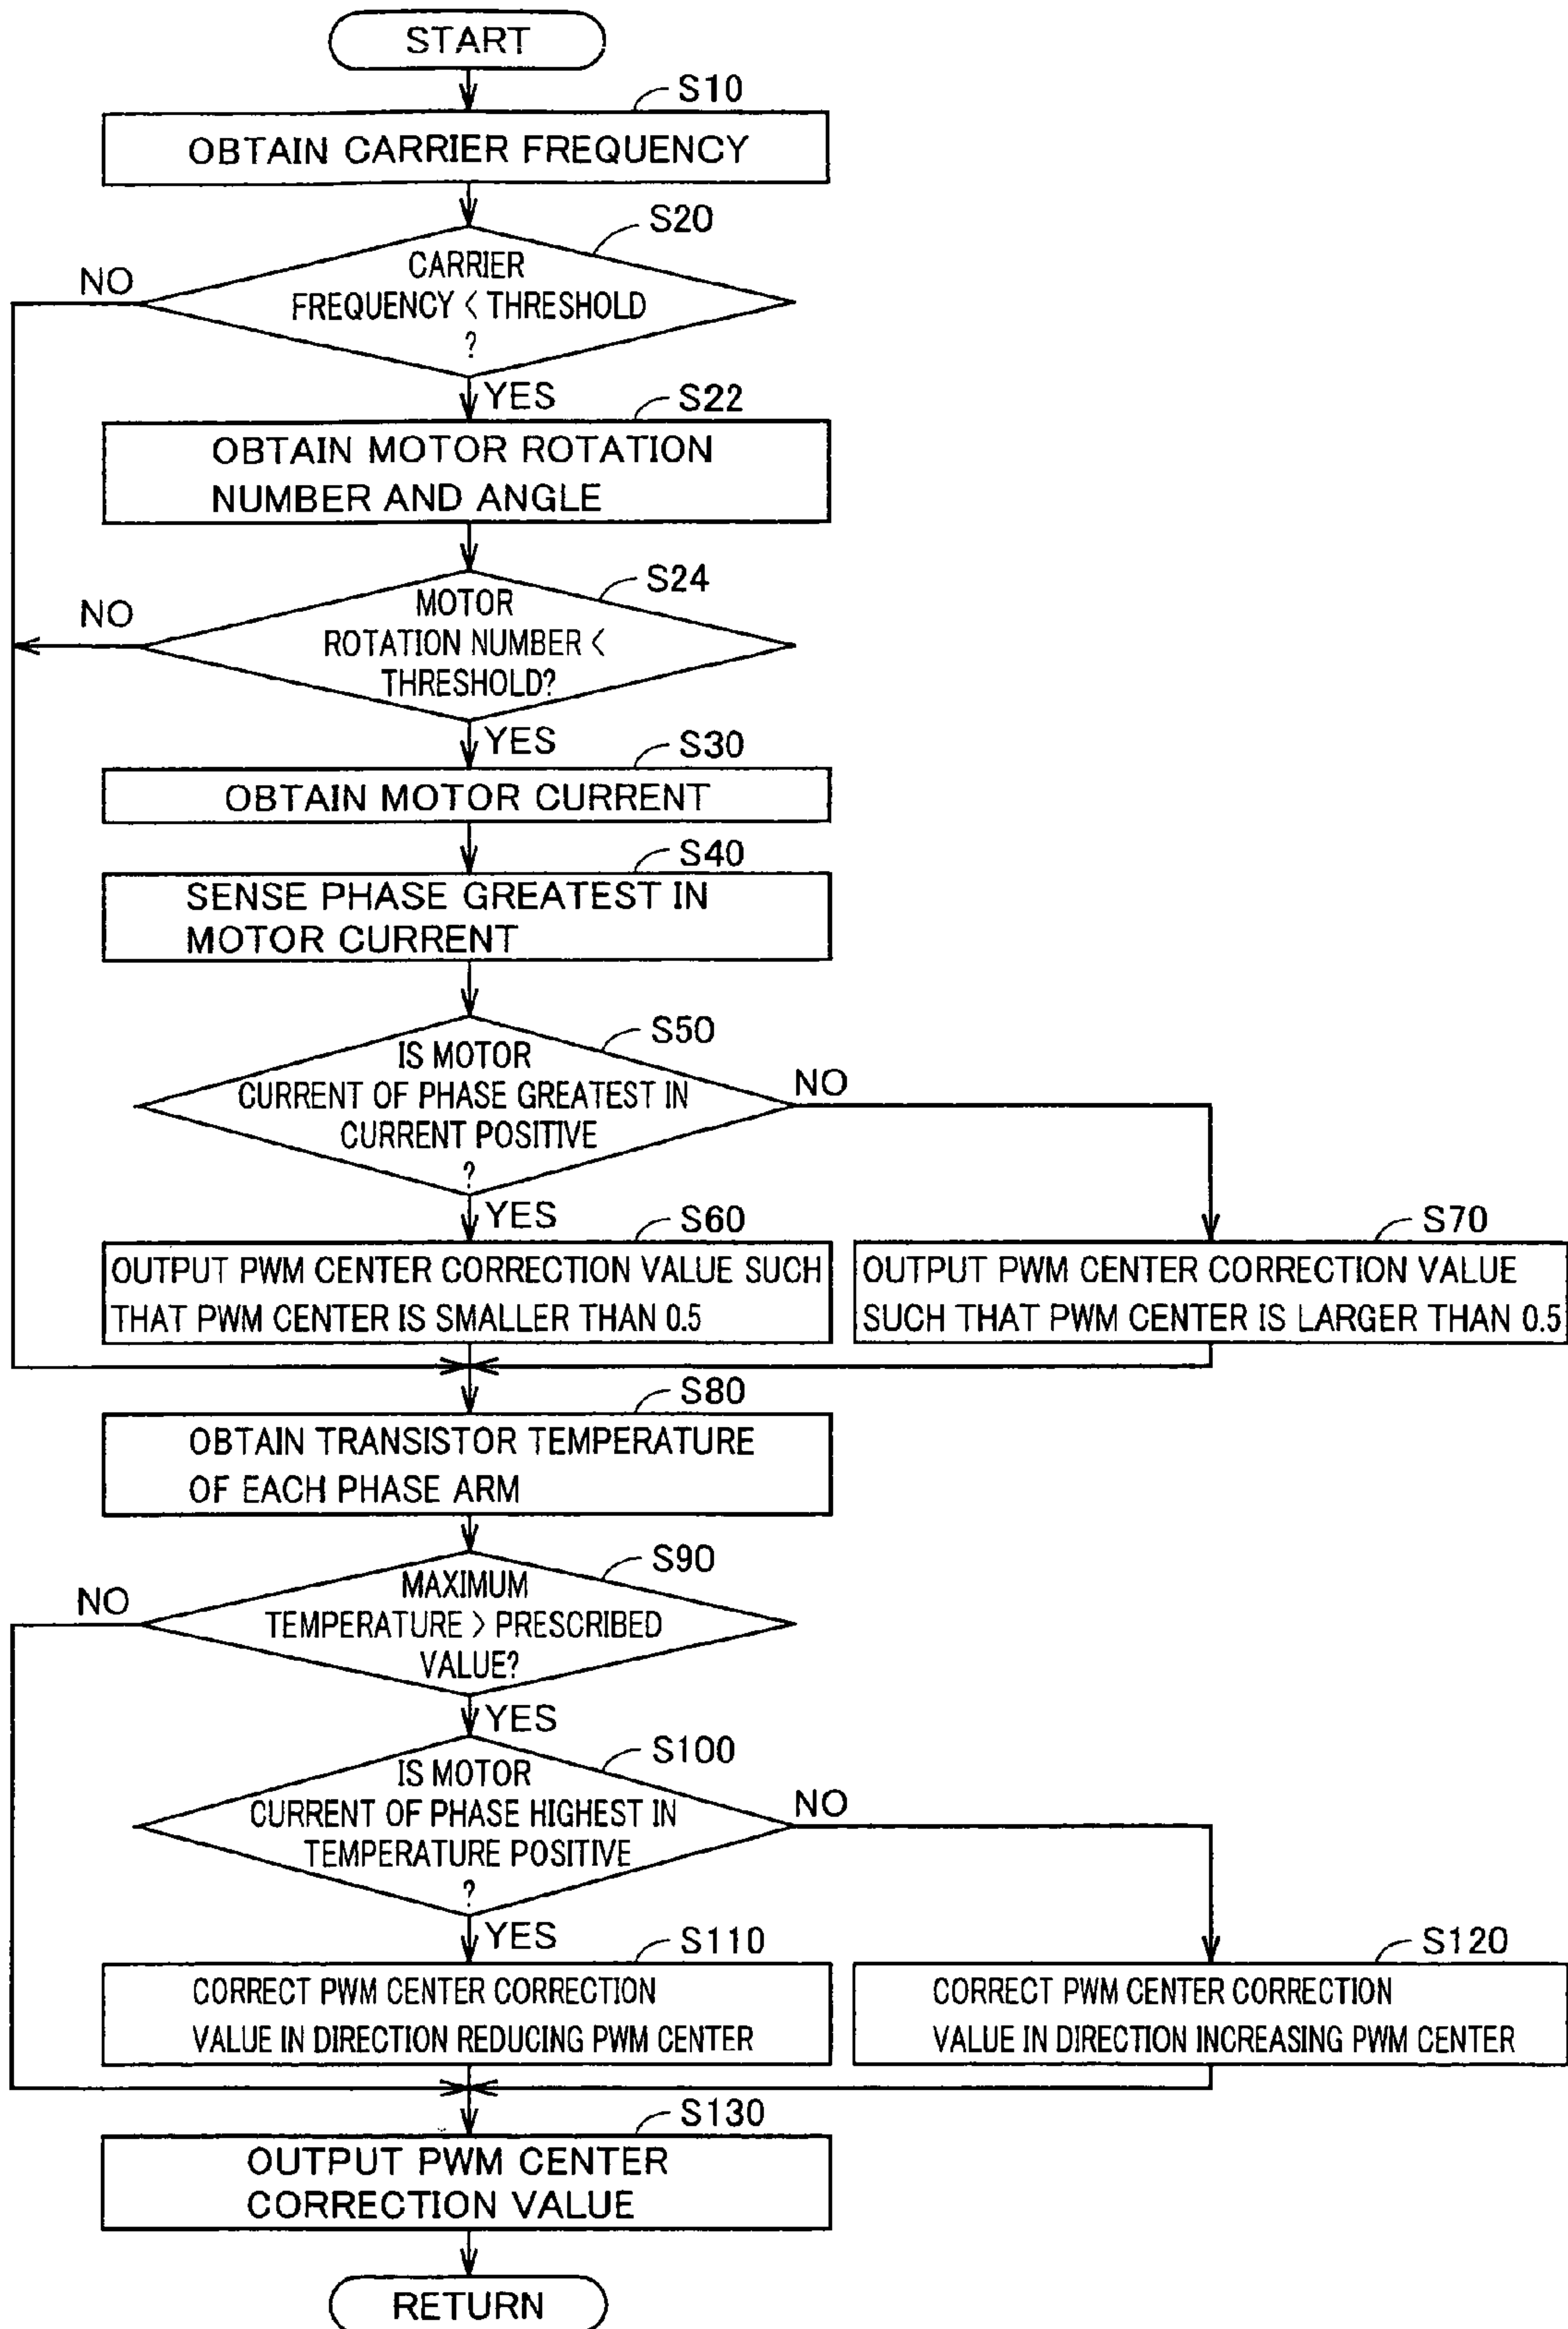 START
S10
OBTAIN CARRIER FREQUENCY
S20
CARRIER
FREQUENCY < THRESHOLD
?
NO
YES
S22
OBTAIN MOTOR ROTATION
NUMBER AND ANGLE
S24
MOTOR
ROTATION NUMBER <
THRESHOLD?
NO
YES
S30
OBTAIN MOTOR CURRENT
S40
SENSE PHASE GREATEST IN
MOTOR CURRENT
S50
IS MOTOR
CURRENT OF PHASE GREATEST IN
CURRENT POSITIVE
?
NO
YES
S60
OUTPUT PWM CENTER CORRECTION VALUE SUCH
THAT PWM CENTER IS SMALLER THAN 0.5
S70
OUTPUT PWM CENTER CORRECTION VALUE
SUCH THAT PWM CENTER IS LARGER THAN 0.5
S80
OBTAIN TRANSISTOR TEMPERATURE
OF EACH PHASE ARM
S90
MAXIMUM
TEMPERATURE > PRESCRIBED
VALUE?
NO
YES
S100
IS MOTOR
CURRENT OF PHASE HIGHEST IN
TEMPERATURE POSITIVE
?
NO
YES
S110
CORRECT PWM CENTER CORRECTION
VALUE IN DIRECTION REDUCING PWM CENTER
S120
CORRECT PWM CENTER CORRECTION
VALUE IN DIRECTION INCREASING PWM CENTER
S130
OUTPUT PWM CENTER
CORRECTION VALUE
RETURN